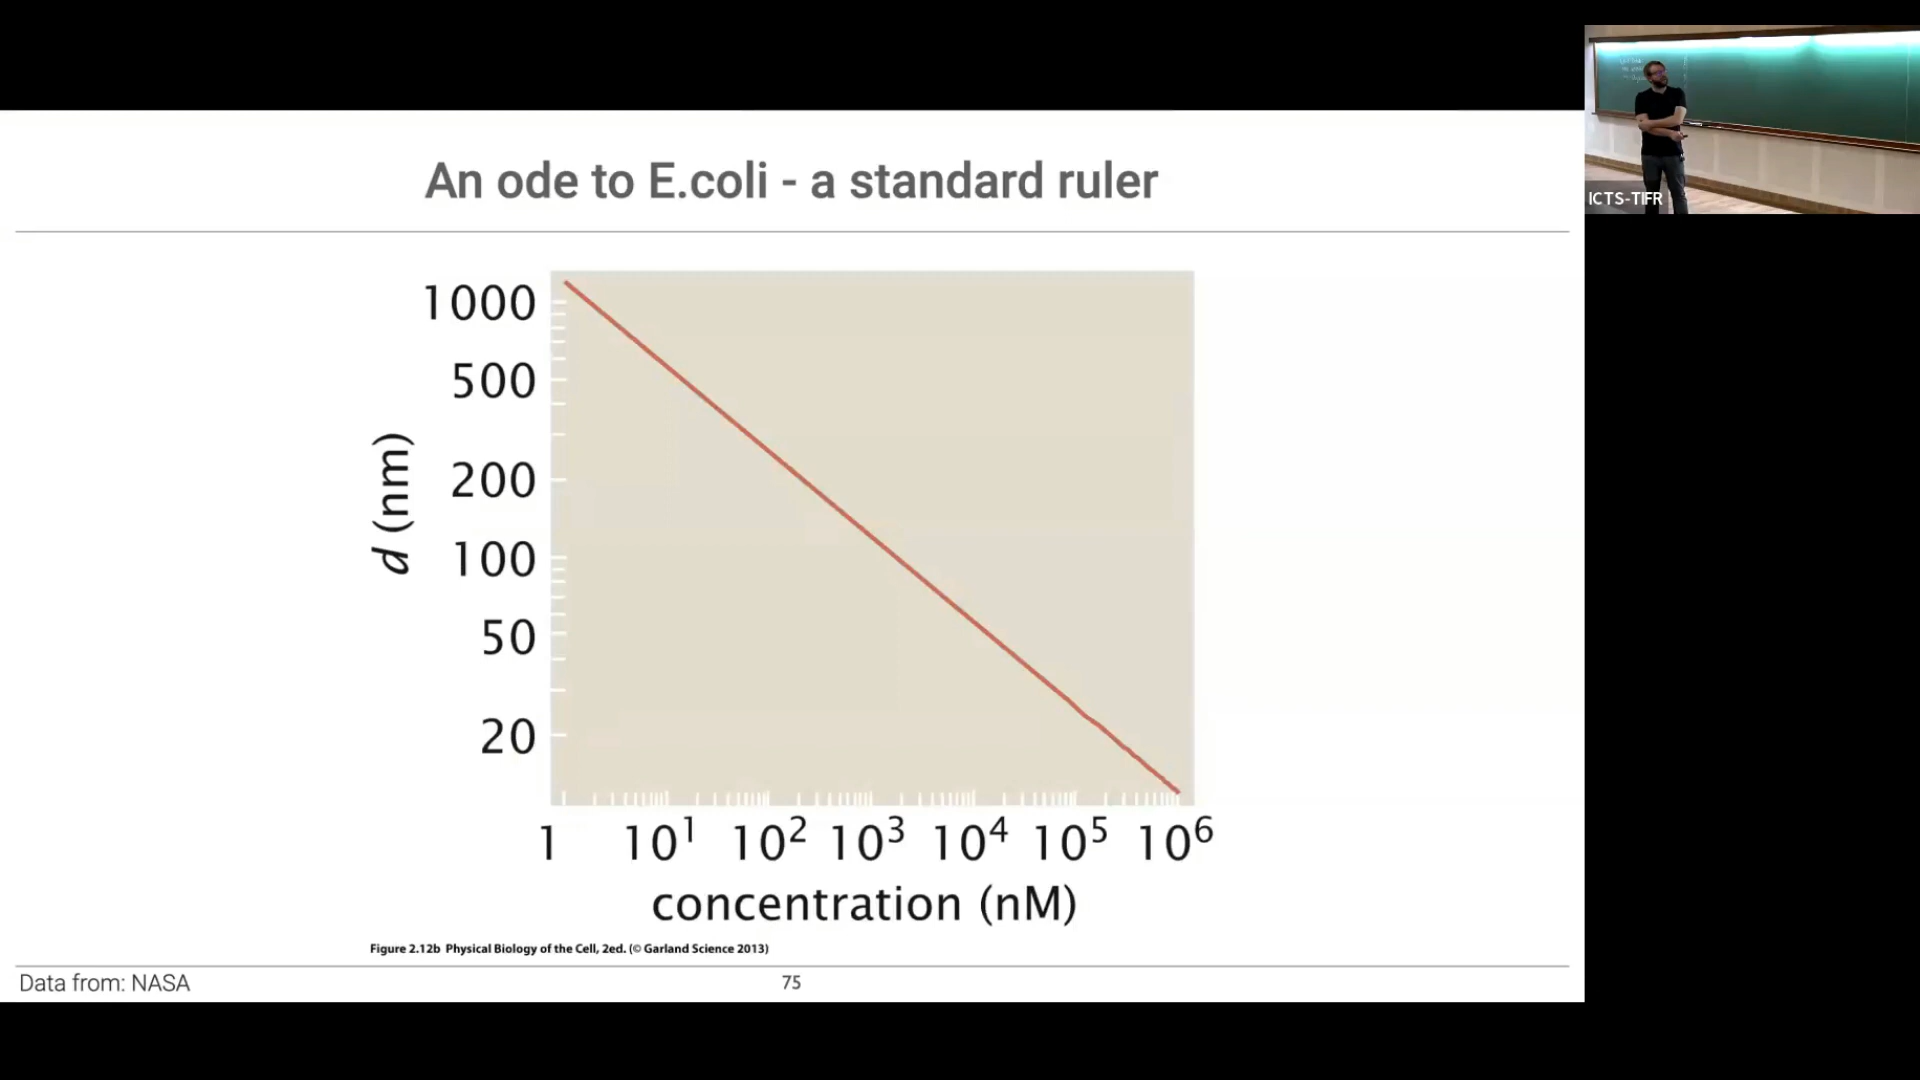 An ode to E.coli - a standard ruler
ICTS-TIFR
1000
500
200
100
50
20
d (nm)
1 10¹ 10² 10³ 10⁴ 10⁵ 10⁶
concentration (nM)
Figure 2.12b Physical Biology of the Cell, 2ed. (© Garland Science 2013)
Data from: NASA
75